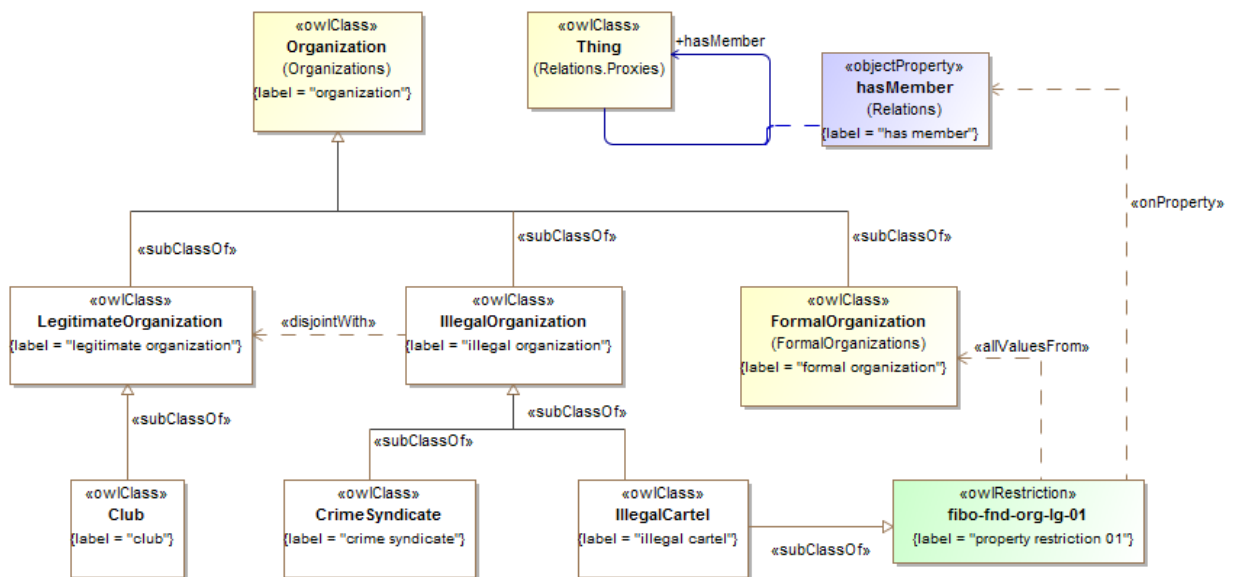 «owlClass»
Organization
(Organizations)
{label = "organization"}
«owlClass»
Thing
(Relations.Proxies)
+hasMember
«objectProperty»
hasMember
(Relations)
{label = "has member"}
«onProperty»
«subClassOf»
«subClassOf»
«subClassOf»
«owlClass»
LegitimateOrganization
{label = "legitimate organization"}
«disjointWith»
«owlClass»
IllegalOrganization
{label = "illegal organization"}
«owlClass»
FormalOrganization
(FormalOrganizations)
{label = "formal organization"}
«allValuesFrom»
«subClassOf»
«subClassOf»
«subClassOf»
«owlClass»
Club
{label = "club"}
«owlClass»
CrimeSyndicate
{label = "crime syndicate"}
«owlClass»
IllegalCartel
{label = "illegal cartel"}
«subClassOf»
«owlRestriction»
fibo-fnd-org-lg-01
{label = "property restriction 01"}